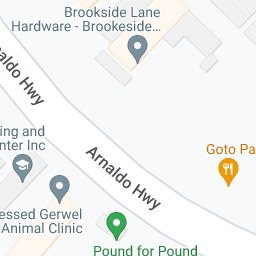 Brookside Lane
Hardware - Brookeside...
naldo Hwy
ing and
nter Inc
Arnaldo Hwy
Goto Pa
essed Gerwel
Animal Clinic
Pound for Pound